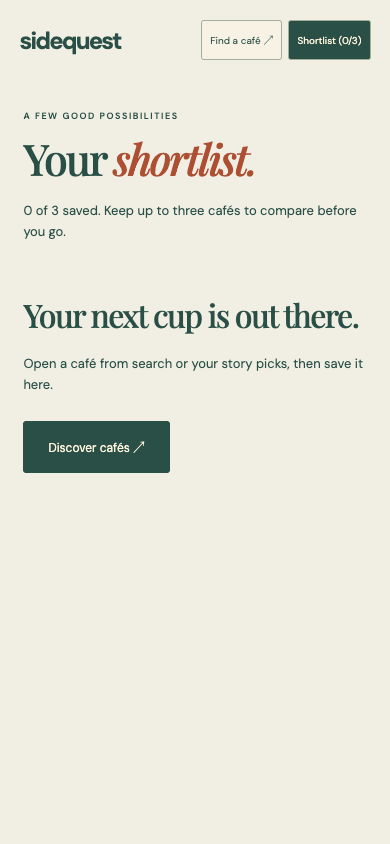 sidequest
Find a café ↗
Shortlist (0/3)
A FEW GOOD POSSIBILITIES
Your shortlist.
0 of 3 saved. Keep up to three cafés to compare before
you go.
Your next cup is out there.
Open a café from search or your story picks, then save it
here.
Discover cafés ↗